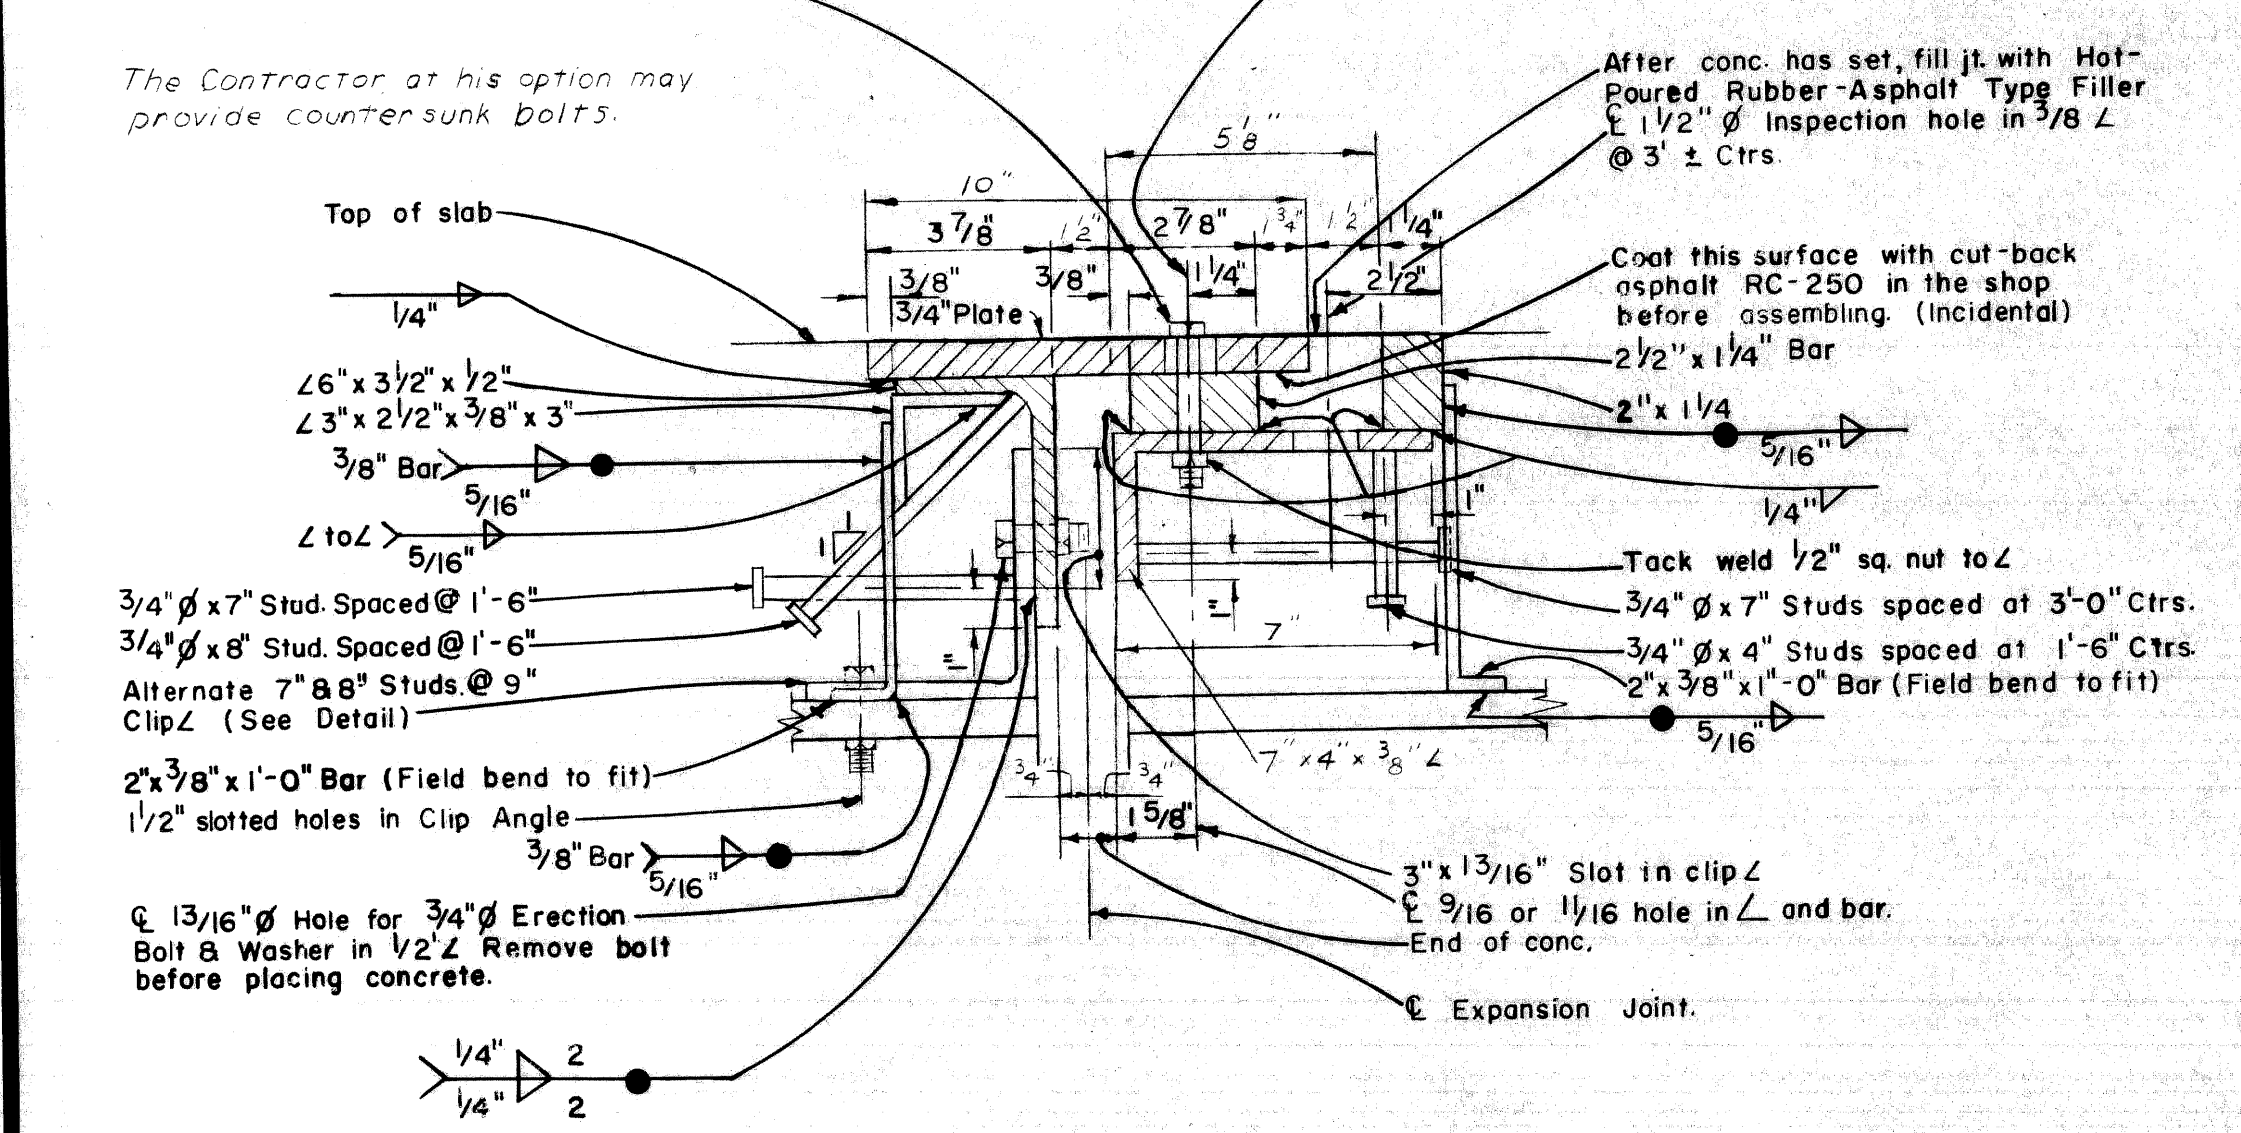 The Contractor at his option may
provide countersunk bolts.
After conc. has set, fill jt. with Hot-
Poured Rubber-Asphalt Type Filler
℄ 1 1/2" Ø Inspection hole in 3/8 ∠
@ 3' ± Ctrs.
5 1/8"
10"
Top of slab
3 7/8"
1 1/2"
2 7/8"
1 3/4"
1 1/2"
1/4"
Coat this surface with cut-back
asphalt RC-250 in the shop
before assembling. (Incidental)
3/8"
3/8"
1 1/4"
2 1/2"
1/4"
3/4" Plate
2 1/2" x 1 1/4" Bar
∠6" x 3 1/2" x 1/2"
∠3" x 2 1/2" x 3/8" x 3"
2" x 1 1/4
5/16"
3/8" Bar
5/16"
1"
1/4"
∠ to ∠
5/16"
1
1
Tack weld 1/2" sq. nut to ∠
3/4" Ø x 7" Stud. Spaced @ 1'-6"
3/4" Ø x 7" Studs spaced at 3'-0" Ctrs.
1"
7"
3/4" Ø x 8" Stud. Spaced @ 1'-6"
3/4" Ø x 4" Studs spaced at 1'-6" Ctrs.
1"
Alternate 7" & 8" Studs. @ 9"
2" x 3/8" x 1"-0" Bar (Field bend to fit)
Clip ∠ (See Detail)
5/16"
7" x 4" x 3/8" ∠
2" x 3/8" x 1'-0" Bar (Field bend to fit)
3/4"
3/4"
1 1/2" slotted holes in Clip Angle
1 5/8"
3/8" Bar
5/16"
3" x 13/16" Slot in clip ∠
℄ 9/16 or 11/16 hole in ∠ and bar.
End of conc.
℄ 13/16" Ø Hole for 3/4" Ø Erection
Bolt & Washer in 1/2' ∠ Remove bolt
before placing concrete.
℄ Expansion Joint.
1/4" 2
1/4" 2